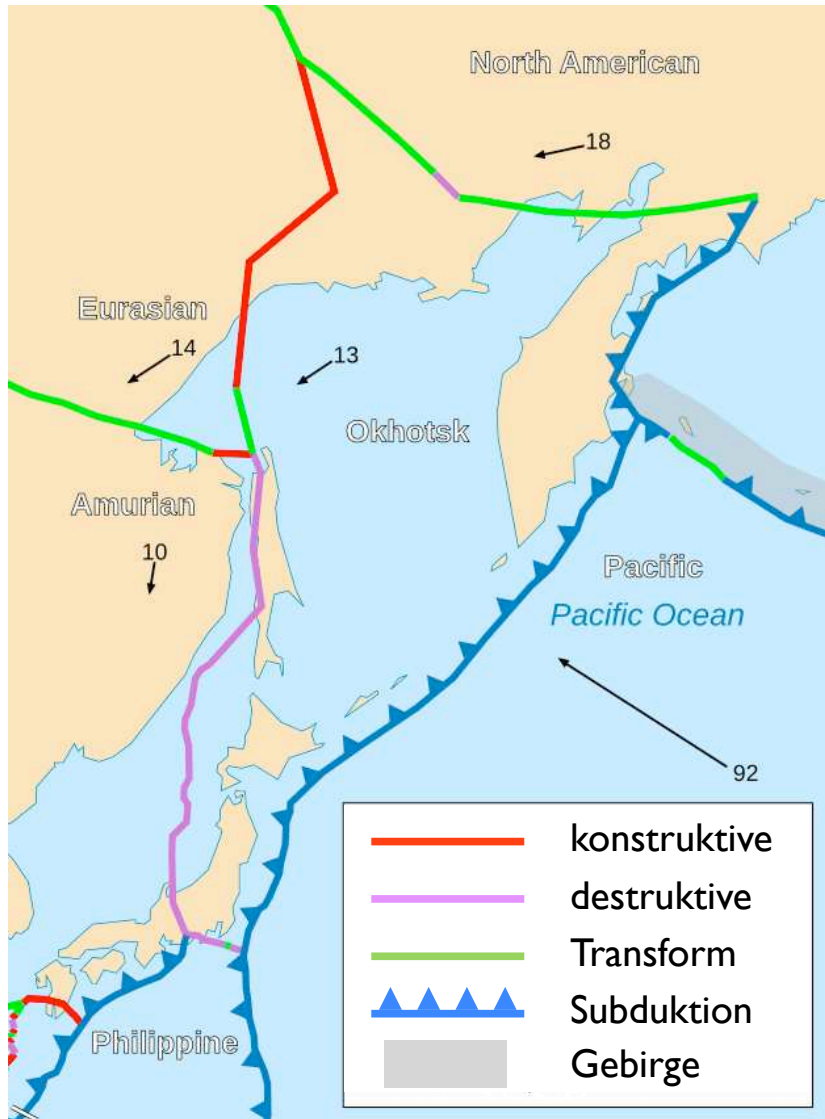 North American
18
Eurasian
14
13
Okhotsk
Amurian
10
Pacific
Pacific Ocean
92
konstruktive
destruktive
Transform
Subduktion
Gebirge
Philippine